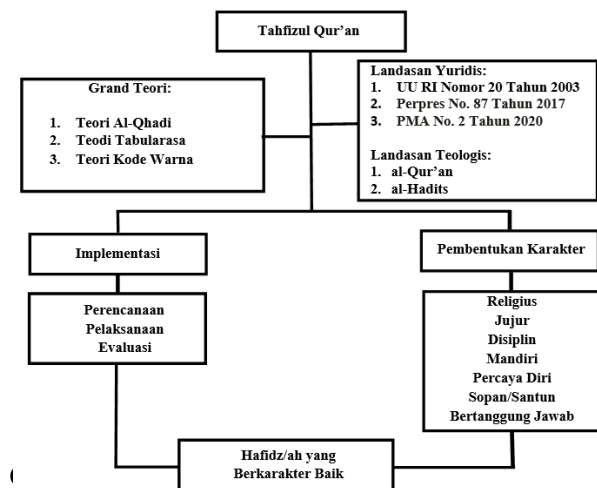 Tahfizul Qur'an
Grand Teori:
1. Teori Al-Qhadi
2. Teodi Tabularasa
3. Teori Kode Warna
Landasan Yuridis:
1. UU RI Nomor 20 Tahun 2003
2. Perpres No. 87 Tahun 2017
3. PMA No. 2 Tahun 2020
Landasan Teologis:
1. al-Qur'an
2. al-Hadits
Implementasi
Pembentukan Karakter
Perencanaan
Pelaksanaan
Evaluasi
Religius
Jujur
Disiplin
Mandiri
Percaya Diri
Sopan/Santun
Bertanggung Jawab
Hafidz/ah yang
Berkarakter Baik